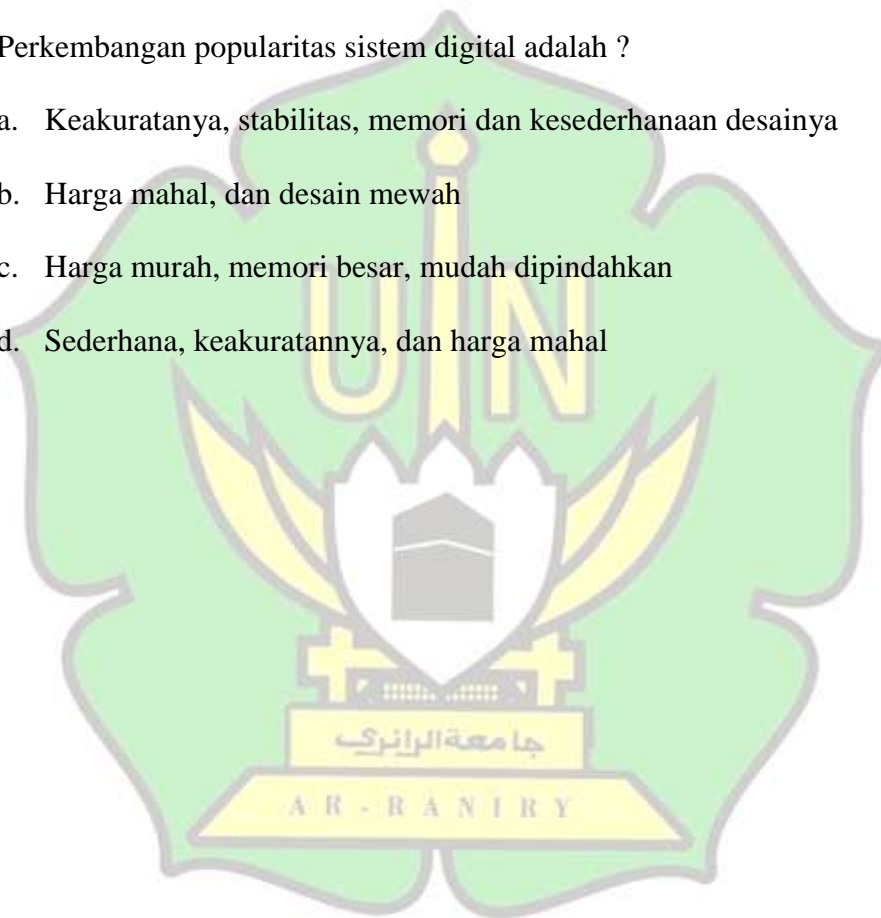 Perkembangan popularitas sistem digital adalah ?
a. Keakuratanya, stabilitas, memori dan kesederhanaan desainya
b. Harga mahal, dan desain mewah
c. Harga murah, memori besar, mudah dipindahkan
d. Sederhana, keakuratannya, dan harga mahal
UIN
جامعة الرانري
AR-RANIRY